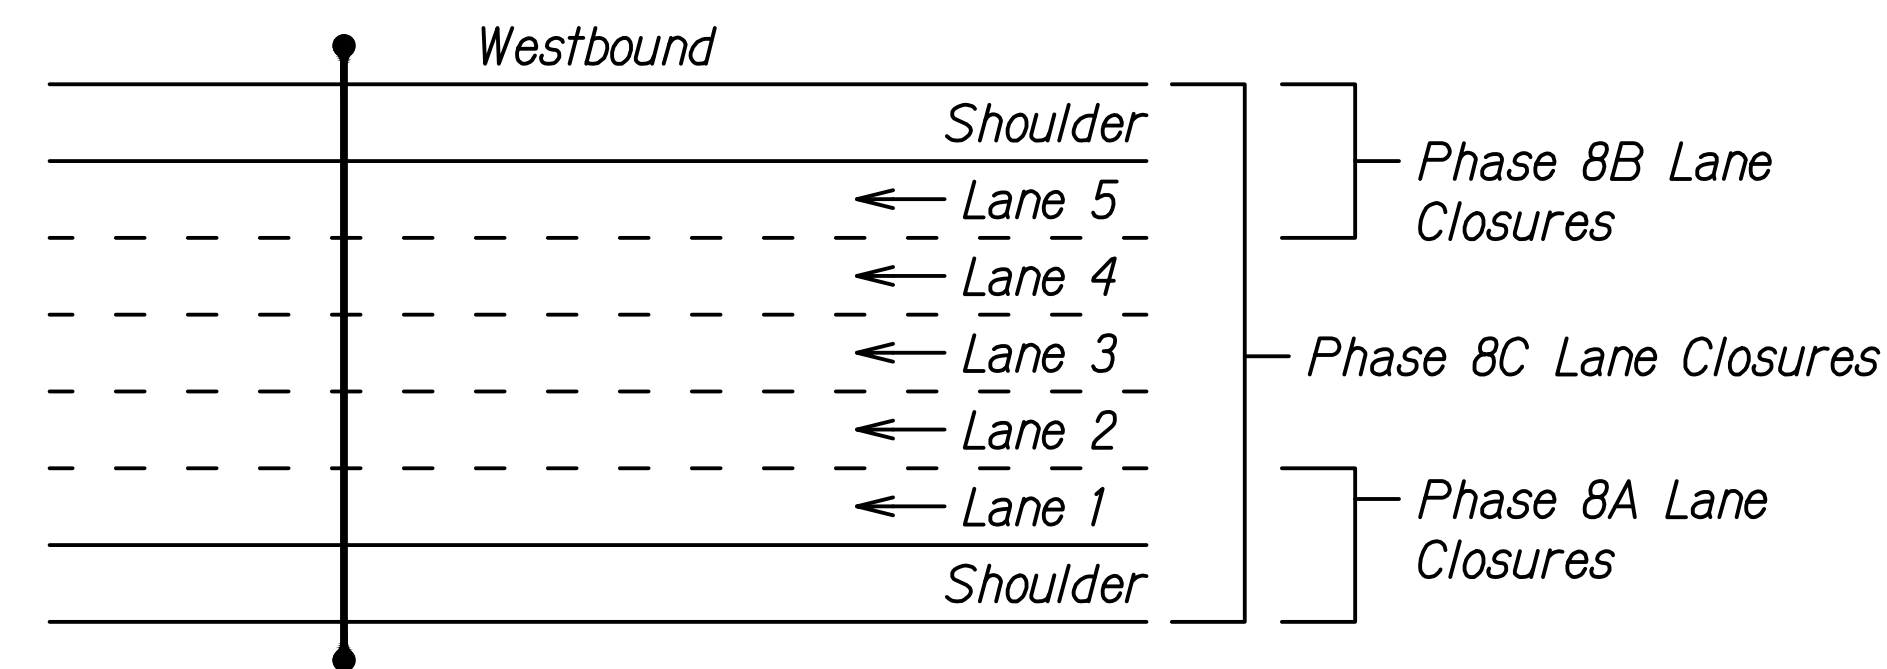 Westbound
Shoulder
Lane 5
Lane 4
Lane 3
Lane 2
Lane 1
Shoulder
Phase 8B Lane
Closures
Phase 8C Lane Closures
Phase 8A Lane
Closures